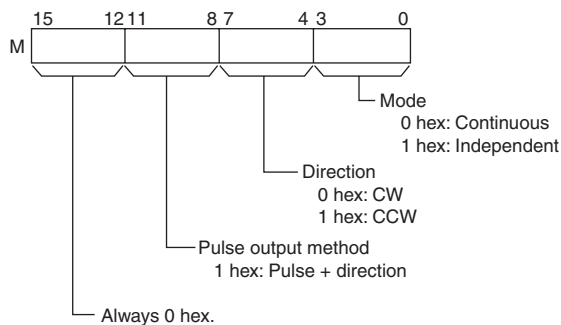 15 12 11 8 7 4 3 0
M
Mode
0 hex: Continuous
1 hex: Independent
Direction
0 hex: CW
1 hex: CCW
Pulse output method
1 hex: Pulse + direction
Always 0 hex.